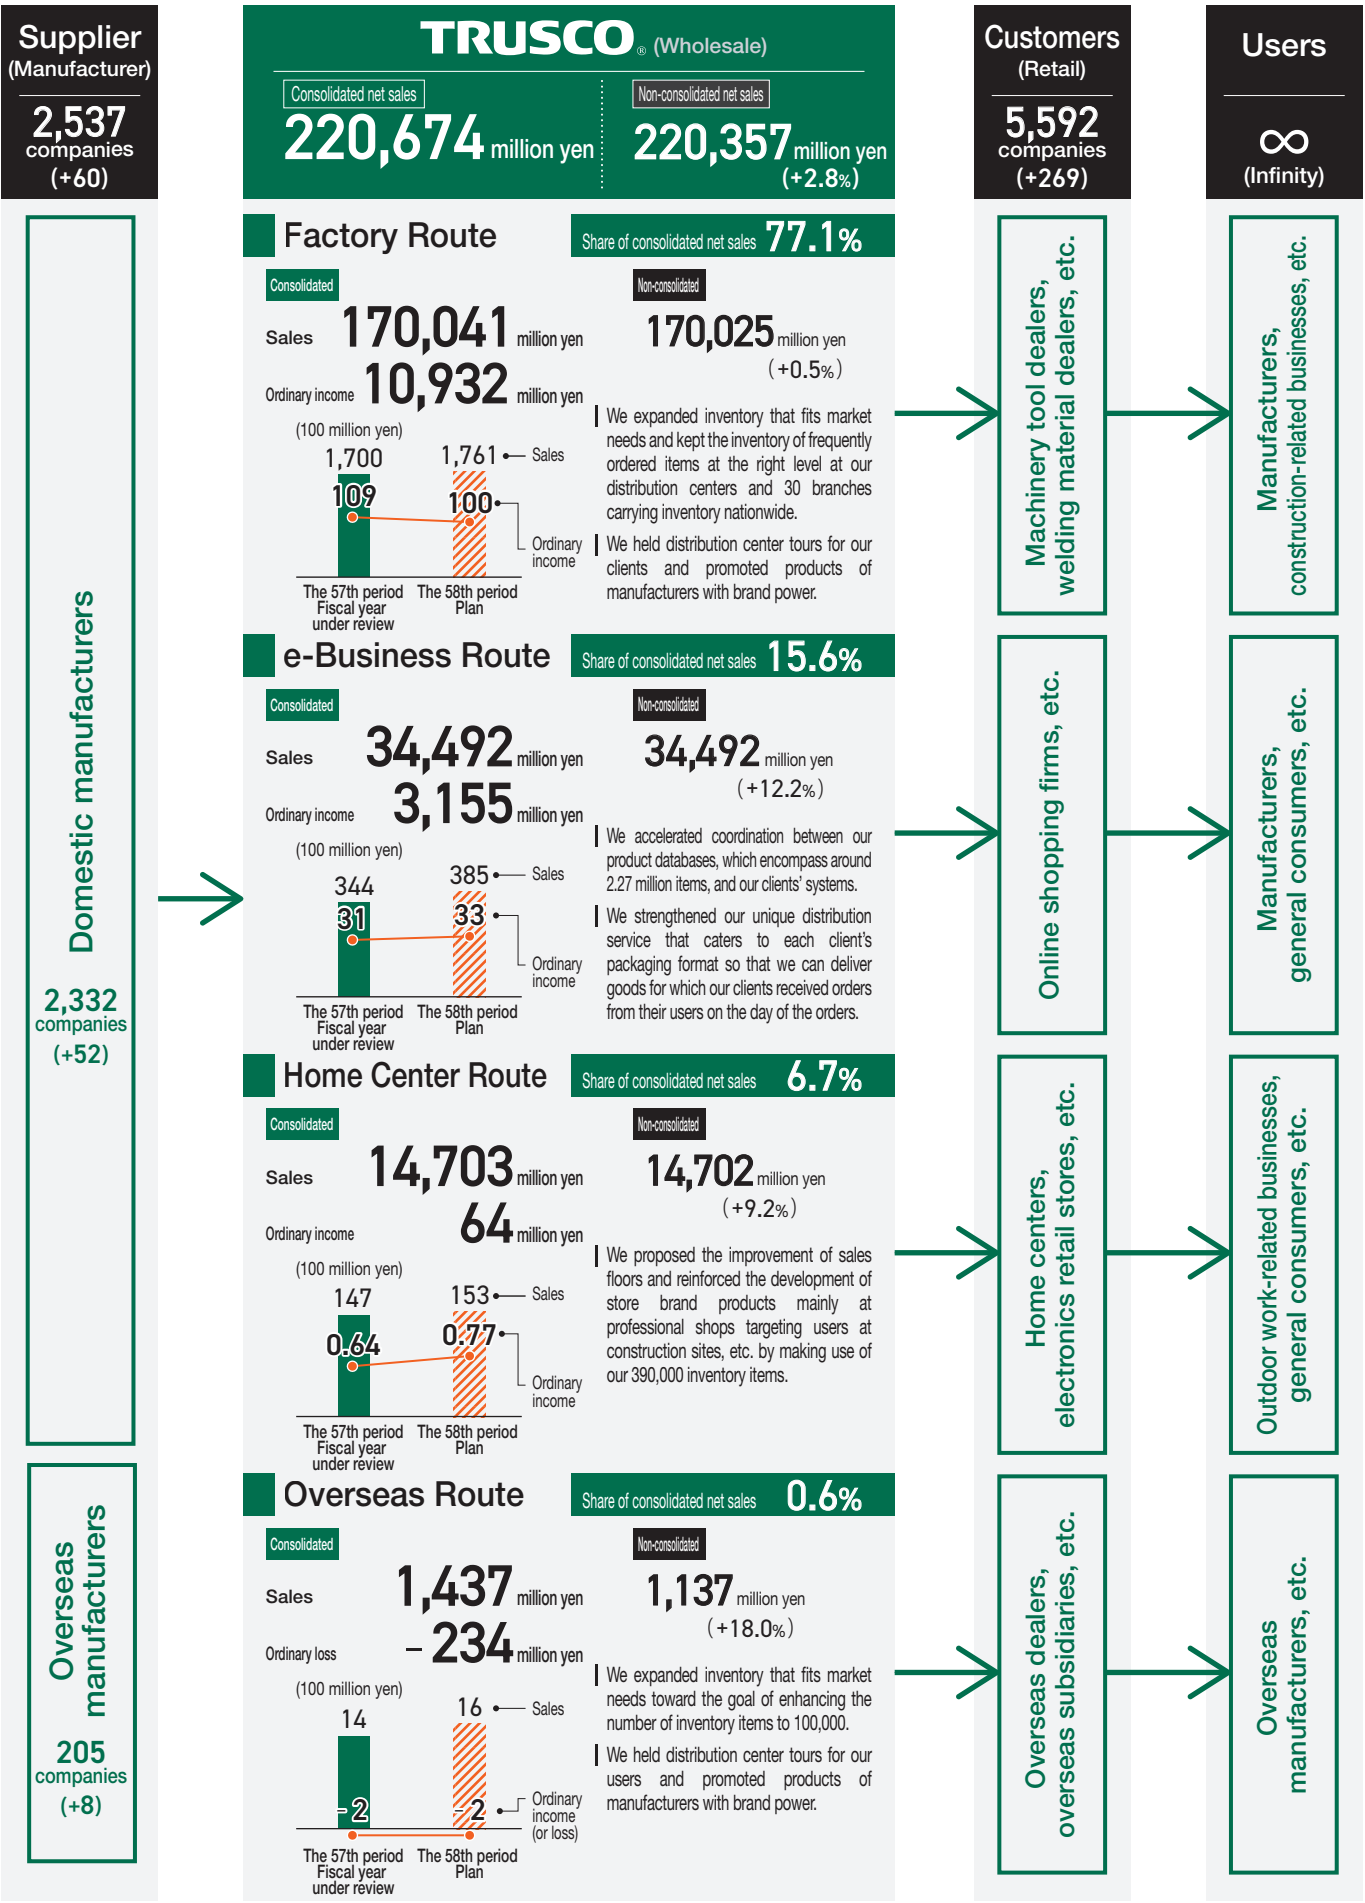 Supplier
(Manufacturer)
2,537
companies
(+60)
TRUSCO® (Wholesale)
Consolidated net sales
220,674 million yen
Non-consolidated net sales
220,357 million yen
(+2.8%)
Customers
(Retail)
5,592
companies
(+269)
Users
∞
(Infinity)
Domestic manufacturers
2,332
companies
(+52)
Overseas
manufacturers
205
companies
(+8)
Factory Route
Share of consolidated net sales 77.1%
Consolidated
Sales 170,041 million yen
Ordinary income 10,932 million yen
(100 million yen)
1,700
109
1,761
100
Sales
Ordinary
income
The 57th period
Fiscal year
under review
The 58th period
Plan
Non-consolidated
170,025 million yen
(+0.5%)
We expanded inventory that fits market
needs and kept the inventory of frequently
ordered items at the right level at our
distribution centers and 30 branches
carrying inventory nationwide.
We held distribution center tours for our
clients and promoted products of
manufacturers with brand power.
Machinery tool dealers,
welding material dealers, etc.
Manufacturers,
construction-related businesses, etc.
e-Business Route
Share of consolidated net sales 15.6%
Consolidated
Sales 34,492 million yen
Ordinary income 3,155 million yen
(100 million yen)
344
31
385
33
Sales
Ordinary
income
The 57th period
Fiscal year
under review
The 58th period
Plan
Non-consolidated
34,492 million yen
(+12.2%)
We accelerated coordination between our
product databases, which encompass around
2.27 million items, and our clients' systems.
We strengthened our unique distribution
service that caters to each client's
packaging format so that we can deliver
goods for which our clients received orders
from their users on the day of the orders.
Online shopping firms, etc.
Manufacturers,
general consumers, etc.
Home Center Route
Share of consolidated net sales 6.7%
Consolidated
Sales 14,703 million yen
Ordinary income 64 million yen
(100 million yen)
147
0.64
153
0.77
Sales
Ordinary
income
The 57th period
Fiscal year
under review
The 58th period
Plan
Non-consolidated
14,702 million yen
(+9.2%)
We proposed the improvement of sales
floors and reinforced the development of
store brand products mainly at
professional shops targeting users at
construction sites, etc. by making use of
our 390,000 inventory items.
Home centers,
electronics retail stores, etc.
Outdoor work-related businesses,
general consumers, etc.
Overseas Route
Share of consolidated net sales 0.6%
Consolidated
Sales 1,437 million yen
Ordinary loss – 234 million yen
(100 million yen)
14
– 2
16
– 2
Sales
Ordinary
income
(or loss)
The 57th period
Fiscal year
under review
The 58th period
Plan
Non-consolidated
1,137 million yen
(+18.0%)
We expanded inventory that fits market
needs toward the goal of enhancing the
number of inventory items to 100,000.
We held distribution center tours for our
users and promoted products of
manufacturers with brand power.
Overseas dealers,
overseas subsidiaries, etc.
Overseas
manufacturers, etc.